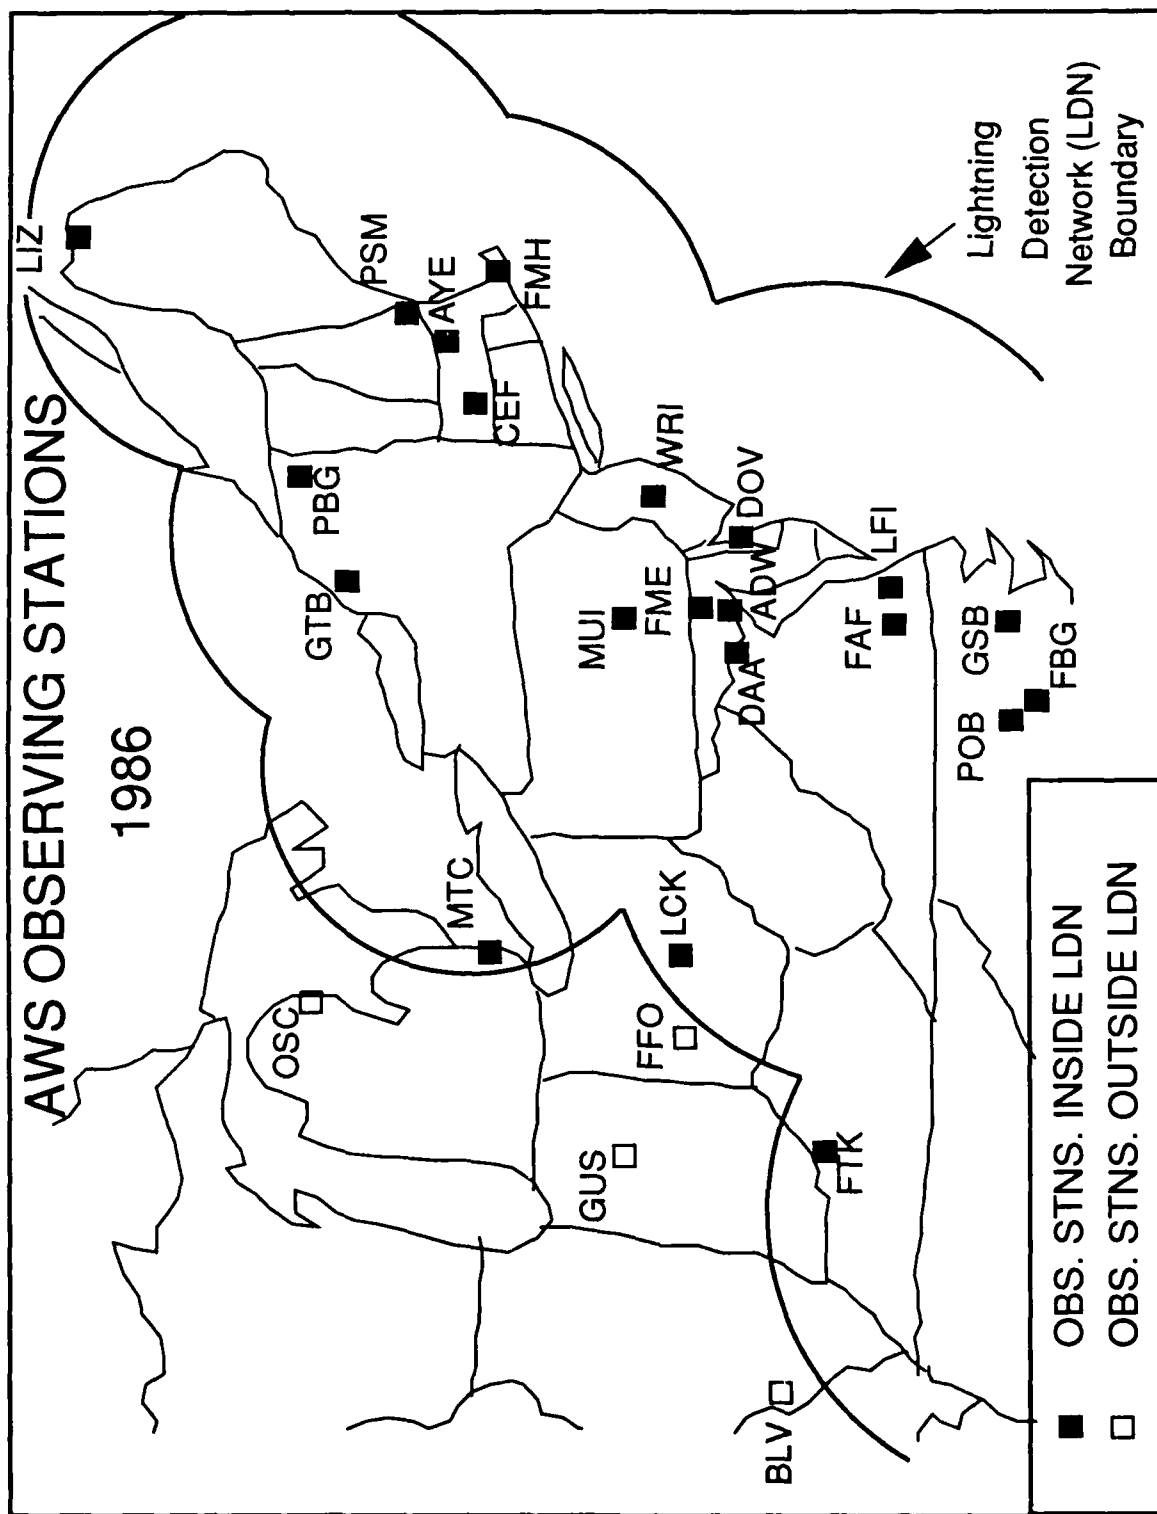 AWS OBSERVING STATIONS
1986
LIZ
PSM
AYE
FMH
CEF
PBG
GTB
WRI
DOV
MUI
FME
ADW
DAA
LFI
FAF
GSB
FBG
POB
MTC
LCK
OSC
FFO
GUS
FTK
BLV
Lightning
Detection
Network (LDN)
Boundary
OBS. STNS. INSIDE LDN
OBS. STNS. OUTSIDE LDN